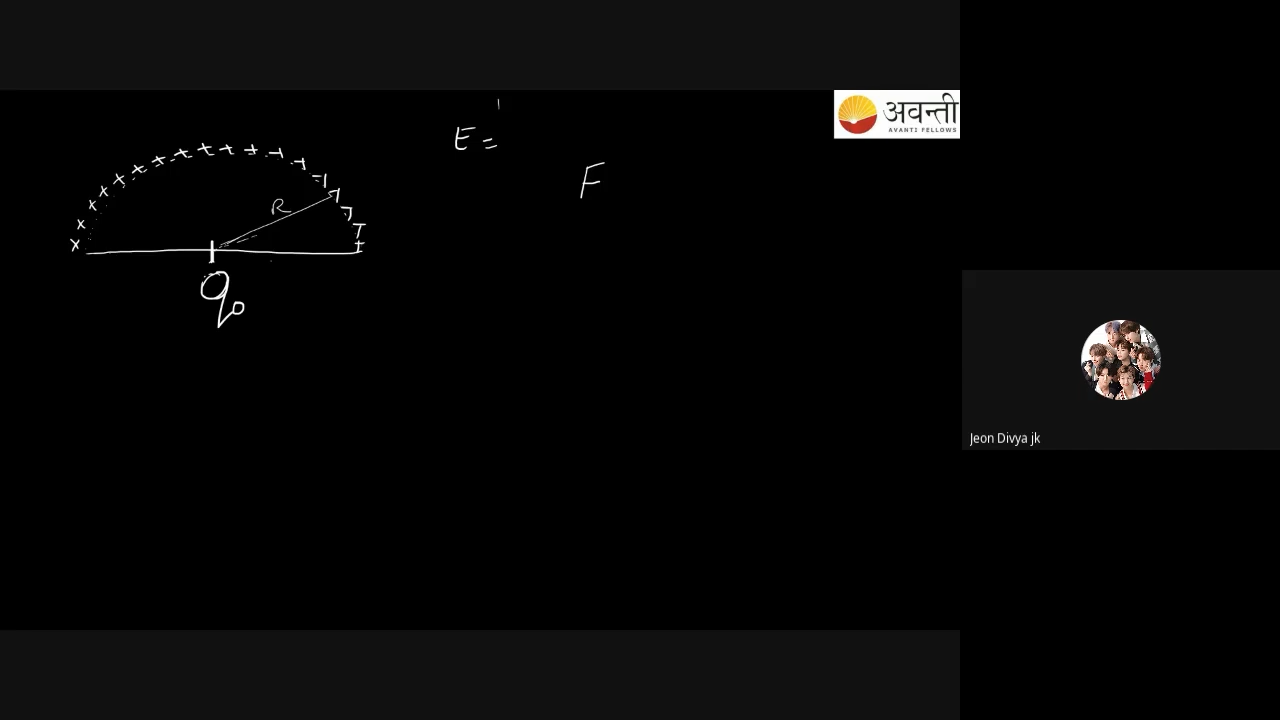 अवन्ती
AVANTI FELLOWS
E =
F
R
+ + + + + + + + + + + + + + + + + + + +
q₀
Jeon Divya jk